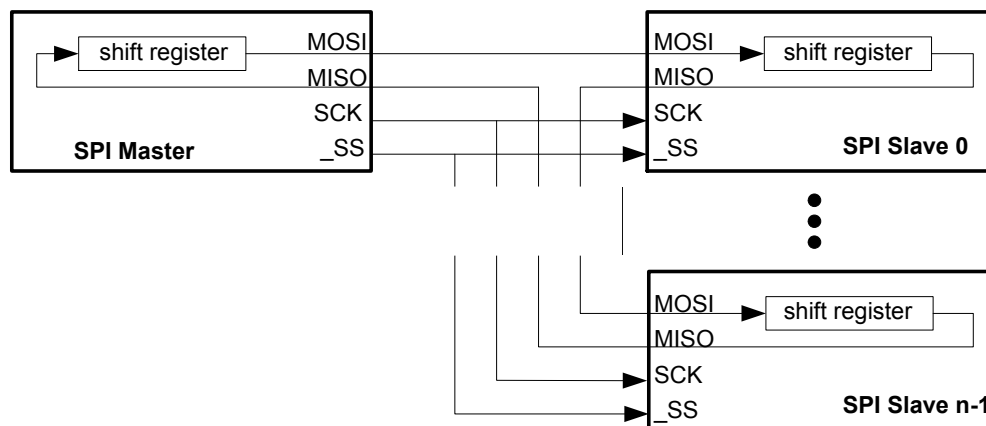 shift register
MOSI
MISO
SCK
_SS
SPI Master
MOSI
shift register
MISO
SCK
_SS
SPI Slave 0
MOSI
shift register
MISO
SCK
_SS
SPI Slave n-1